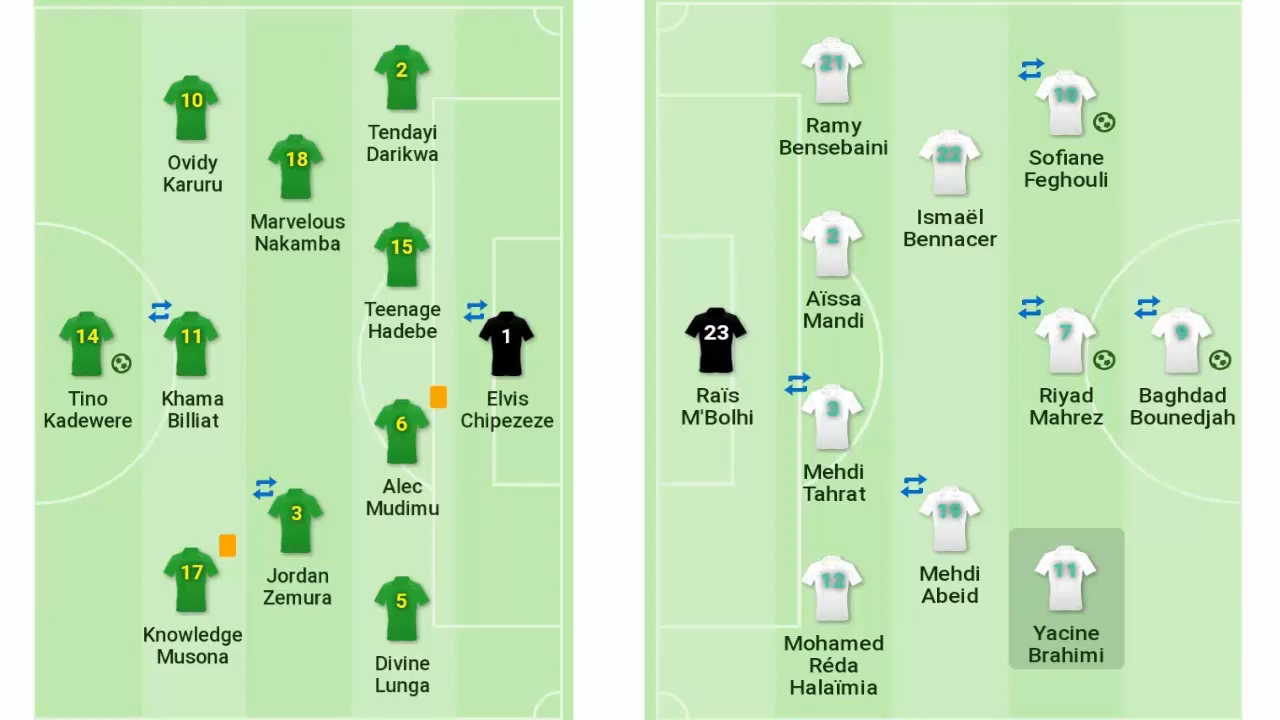 2
Tendayi
Darikwa
10
Ovidy
Karuru
18
Marvelous
Nakamba
15
Teenage
Hadebe
14
Tino
Kadewere
11
Khama
Billiat
1
Elvis
Chipezeze
6
Alec
Mudimu
3
Jordan
Zemura
17
Knowledge
Musona
5
Divine
Lunga
21
Ramy
Bensebaini
10
Sofiane
Feghouli
22
Ismaël
Bennacer
2
Aïssa
Mandi
23
Raïs
M'Bolhi
7
Riyad
Mahrez
9
Baghdad
Bounedjah
3
Mehdi
Tahrat
19
Mehdi
Abeid
12
Mohamed
Réda
Halaïmia
11
Yacine
Brahimi